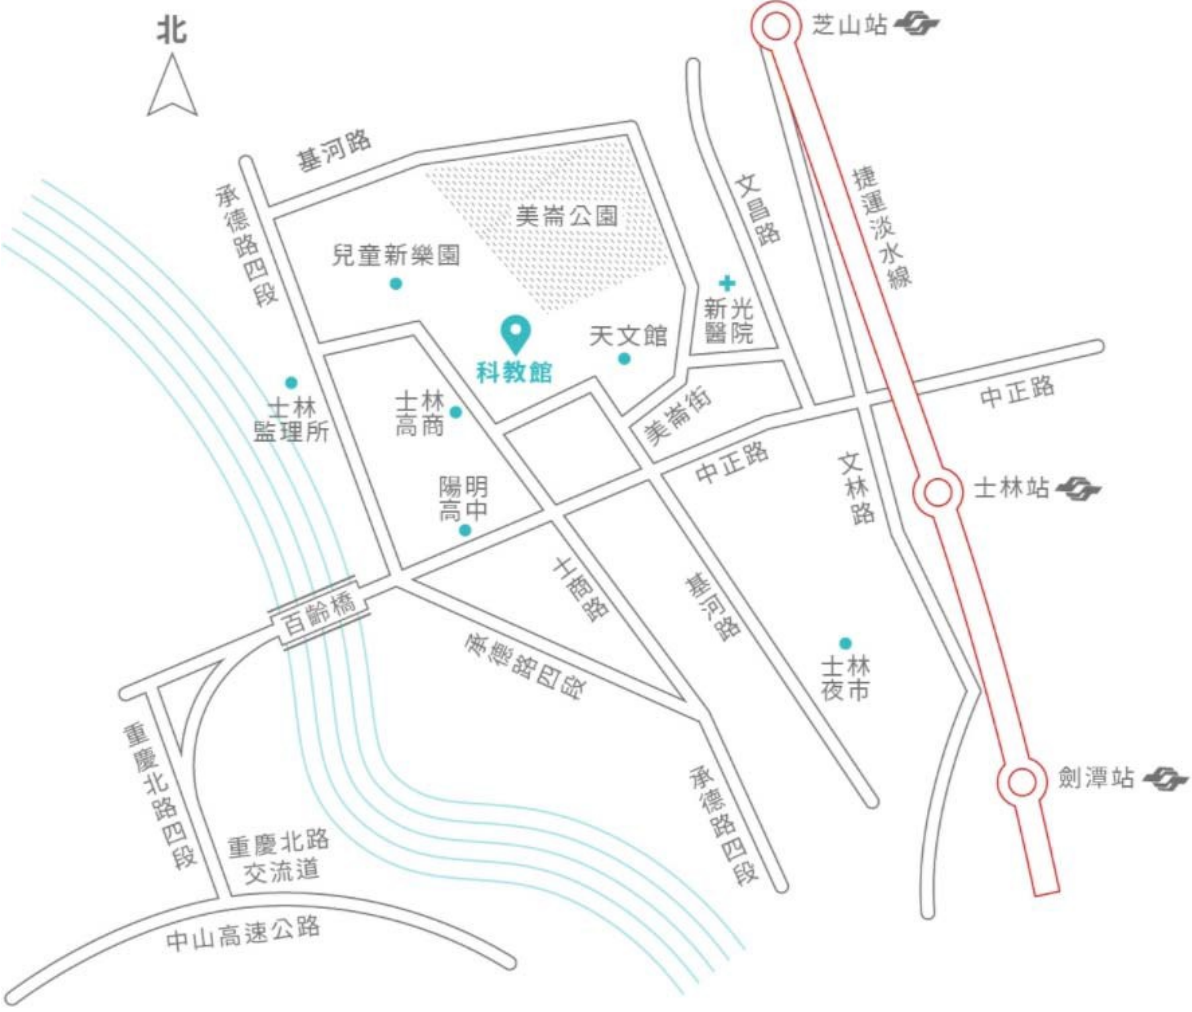 北
芝山站
基河路
承德路四段
文昌路
捷運淡水線
美崙公園
兒童新樂園
新光
醫院
天文館
科教館
士林
監理所
士林
高商
美崙街
中正路
中正路
陽明
高中
文林路
士林站
士商路
基河路
百齡橋
承德路四段
士林
夜市
重慶北路四段
承德路四段
劍潭站
重慶北路
交流道
中山高速公路